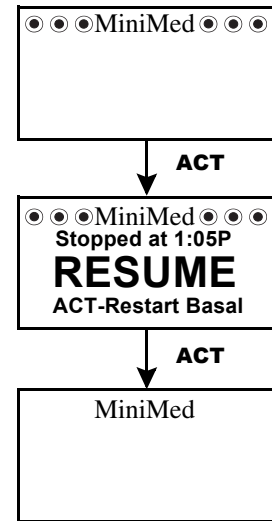 MiniMed
ACT
MiniMed
Stopped at 1:05P
RESUME
ACT-Restart Basal
ACT
MiniMed